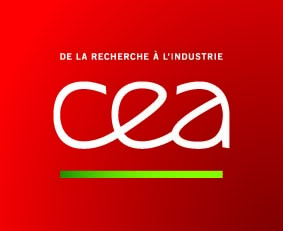 DE LA RECHERCHE À L'INDUSTRIE
cea